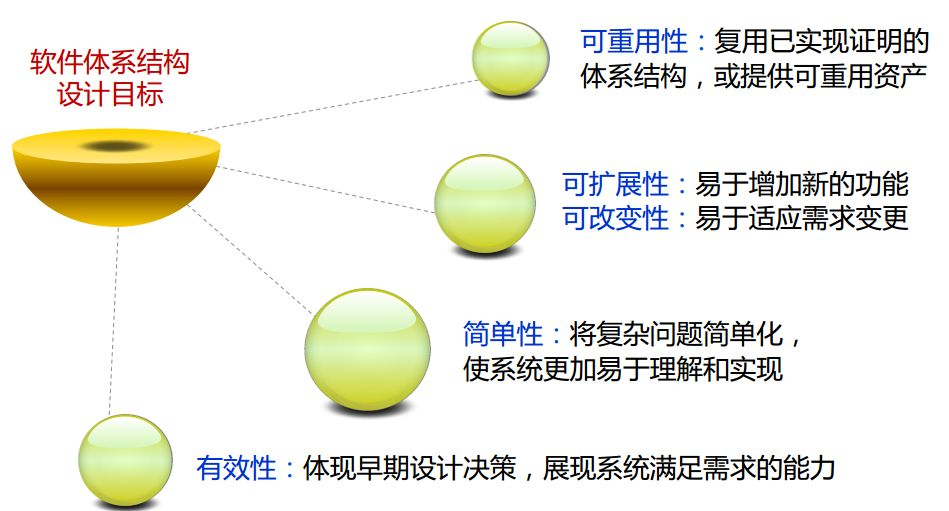 软件体系结构
设计目标
可重用性：复用已实现证明的
体系结构，或提供可重用资产
可扩展性：易于增加新的功能
可改变性：易于适应需求变更
简单性：将复杂问题简单化，
使系统更加易于理解和实现
有效性：体现早期设计决策，展现系统满足需求的能力